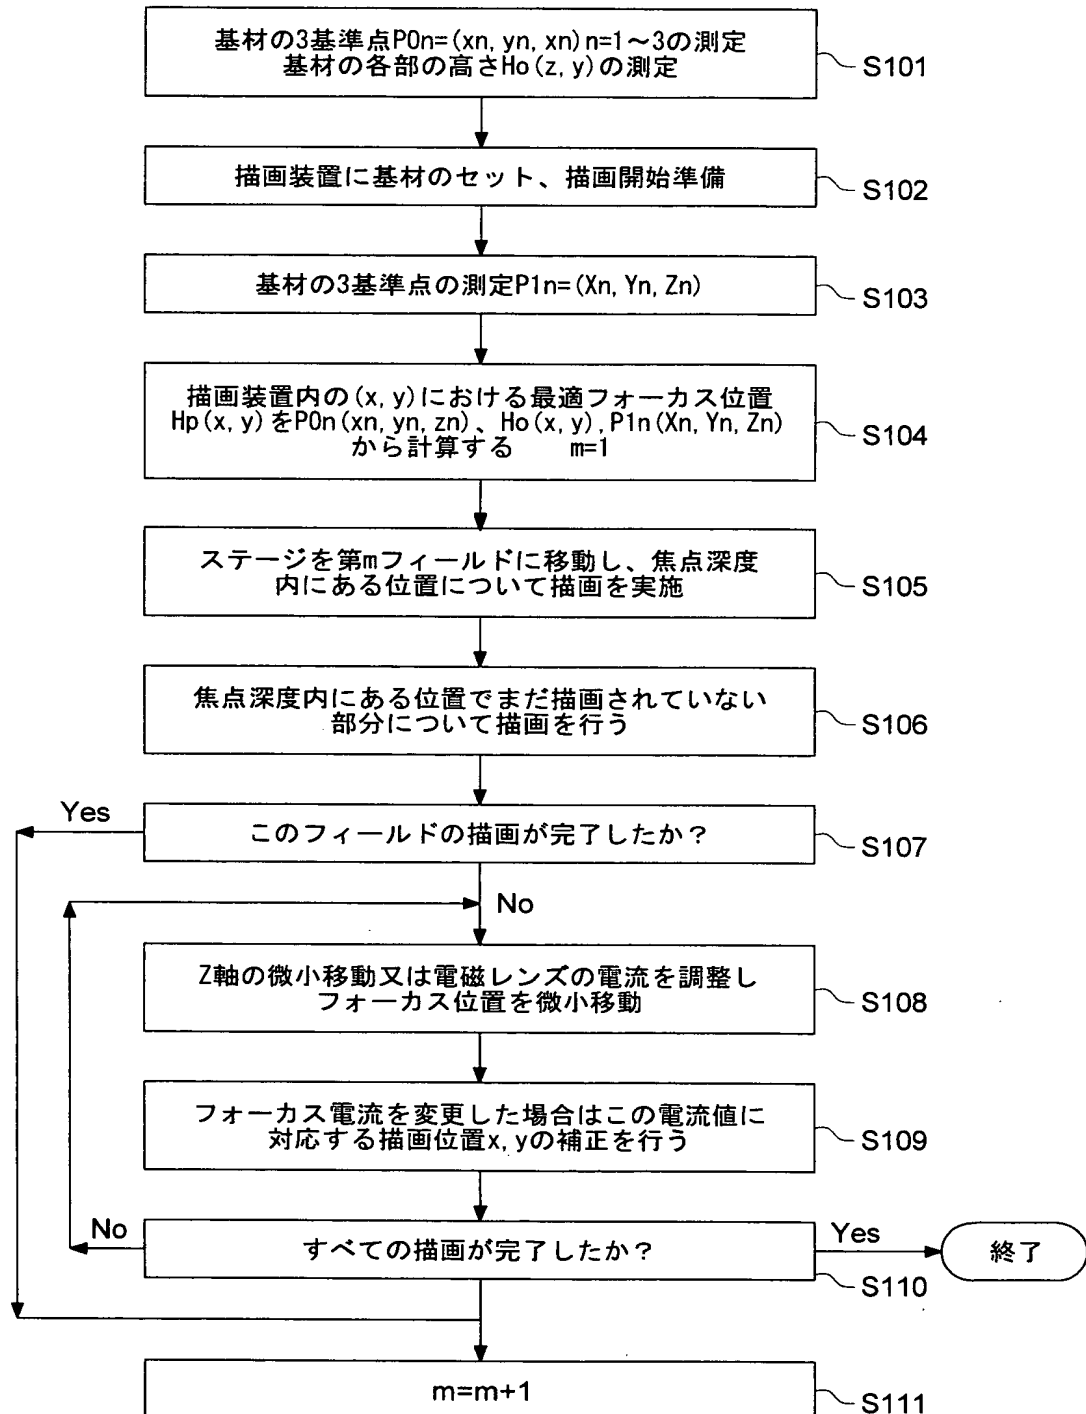 基材の3基準点P0n=(xn, yn, xn)n=1～3の測定
基材の各部の高さHo(z, y)の測定
S101
描画装置に基材のセット、描画開始準備
S102
基材の3基準点の測定P1n=(Xn, Yn, Zn)
S103
描画装置内の(x, y)における最適フォーカス位置
Hp(x, y)をP0n(xn, yn, zn)、Ho(x, y), P1n(Xn, Yn, Zn)
から計算する m=1
S104
ステージを第mフィールドに移動し、焦点深度
内にある位置について描画を実施
S105
焦点深度内にある位置でまだ描画されていない
部分について描画を行う
S106
Yes
このフィールドの描画が完了したか？
S107
No
Z軸の微小移動又は電磁レンズの電流を調整し
フォーカス位置を微小移動
S108
フォーカス電流を変更した場合はこの電流値に
対応する描画位置x, yの補正を行う
S109
No
すべての描画が完了したか？
Yes
終了
S110
m=m+1
S111